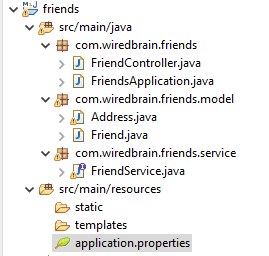 friends
src/main/java
com.wiredbrain.friends
FriendController.java
FriendsApplication.java
com.wiredbrain.friends.model
Address.java
Friend.java
com.wiredbrain.friends.service
FriendService.java
src/main/resources
static
templates
application.properties